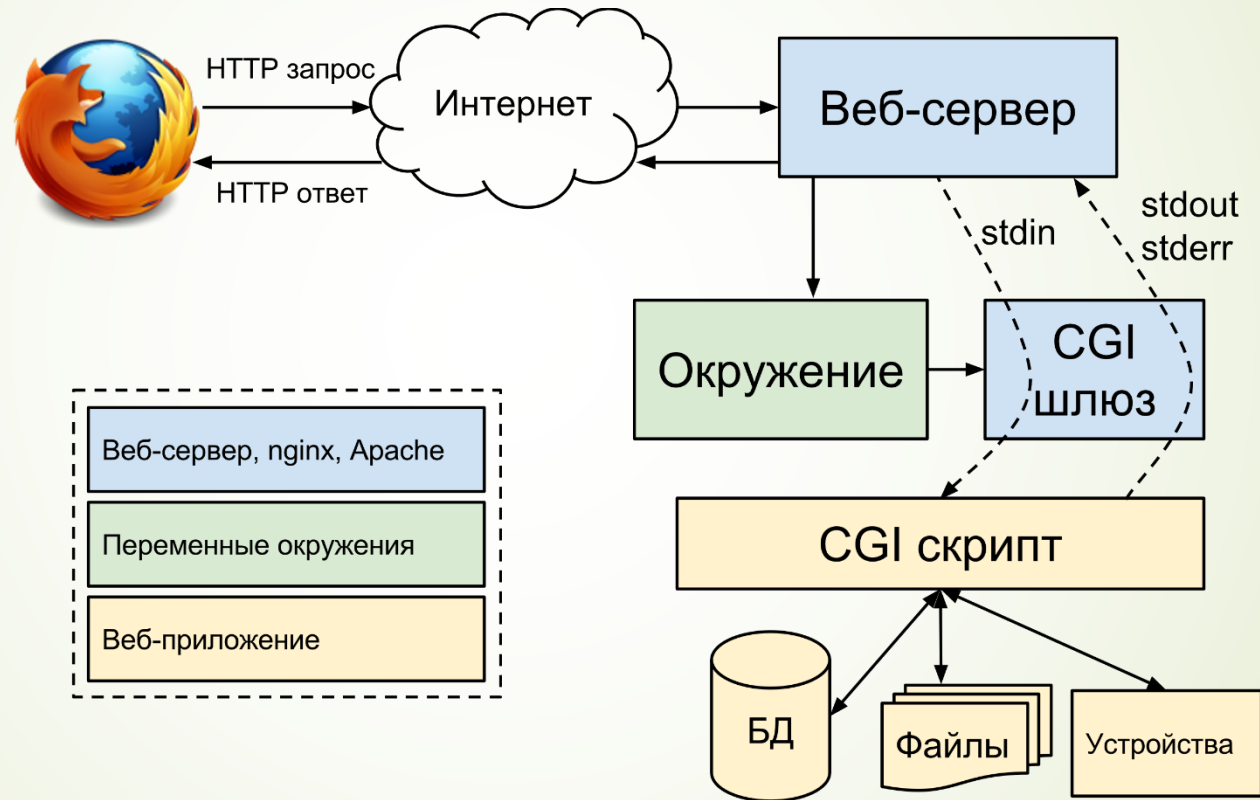 HTTP запрос
Интернет
HTTP ответ
Веб-сервер
stdin
stdout
stderr
Окружение
CGI
шлюз
Веб-сервер, nginx, Apache
Переменные окружения
Веб-приложение
CGI скрипт
БД
Файлы
Устройства